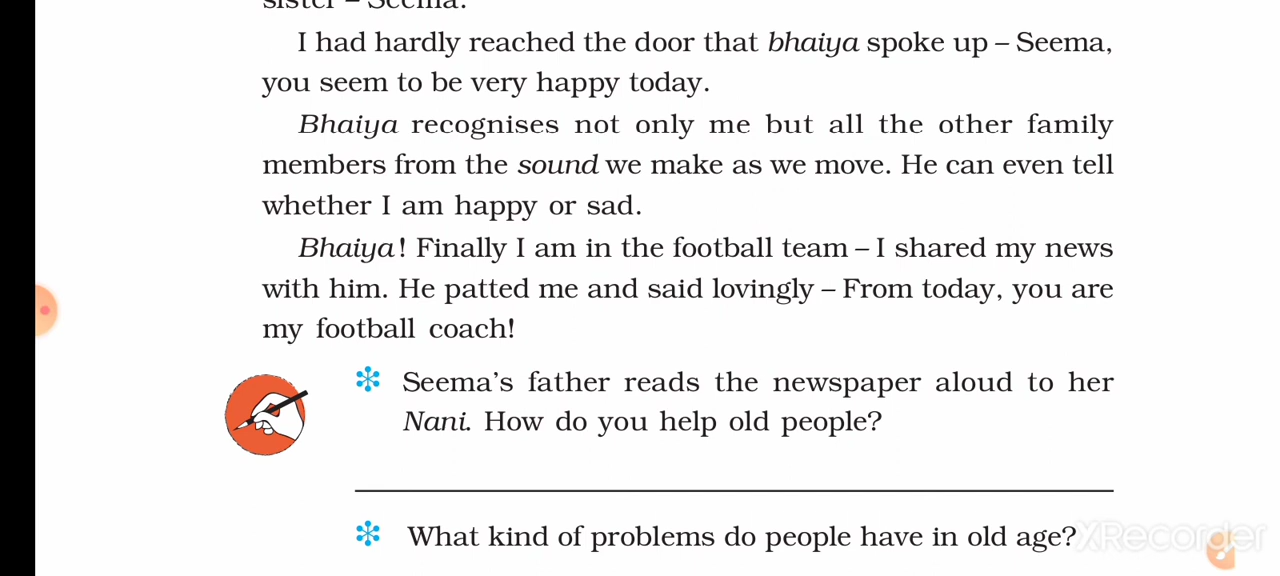 sister – Seema.
I had hardly reached the door that bhaiya spoke up – Seema,
you seem to be very happy today.
Bhaiya recognises not only me but all the other family
members from the sound we make as we move. He can even tell
whether I am happy or sad.
Bhaiya! Finally I am in the football team – I shared my news
with him. He patted me and said lovingly – From today, you are
my football coach!
Seema's father reads the newspaper aloud to her
Nani. How do you help old people?
What kind of problems do people have in old age?
XRecorder